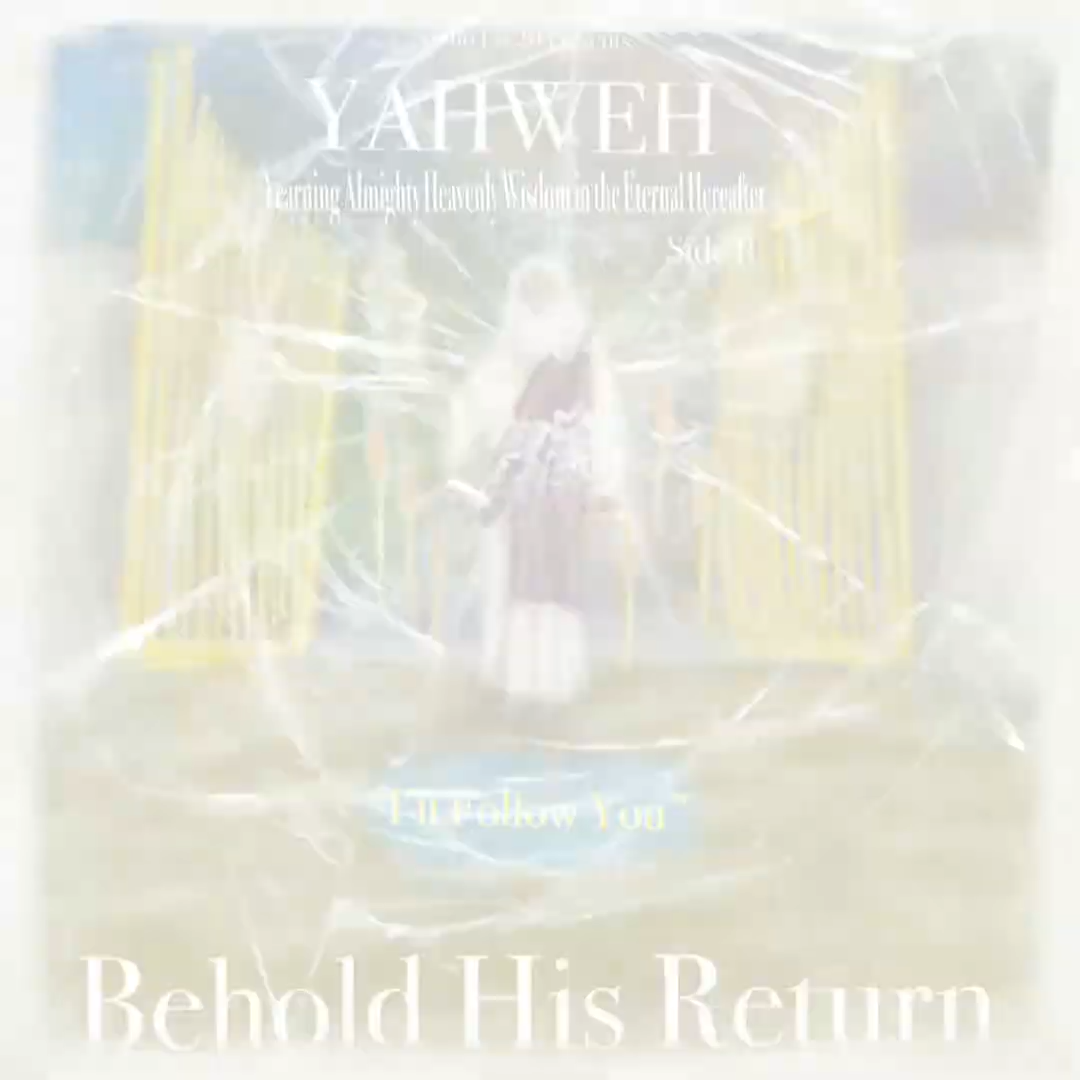 YAHWEH
Yearning Almighty Heavenly Wisdom in the Eternal Hereafter
Side
"I'll Follow You"
Behold His Return